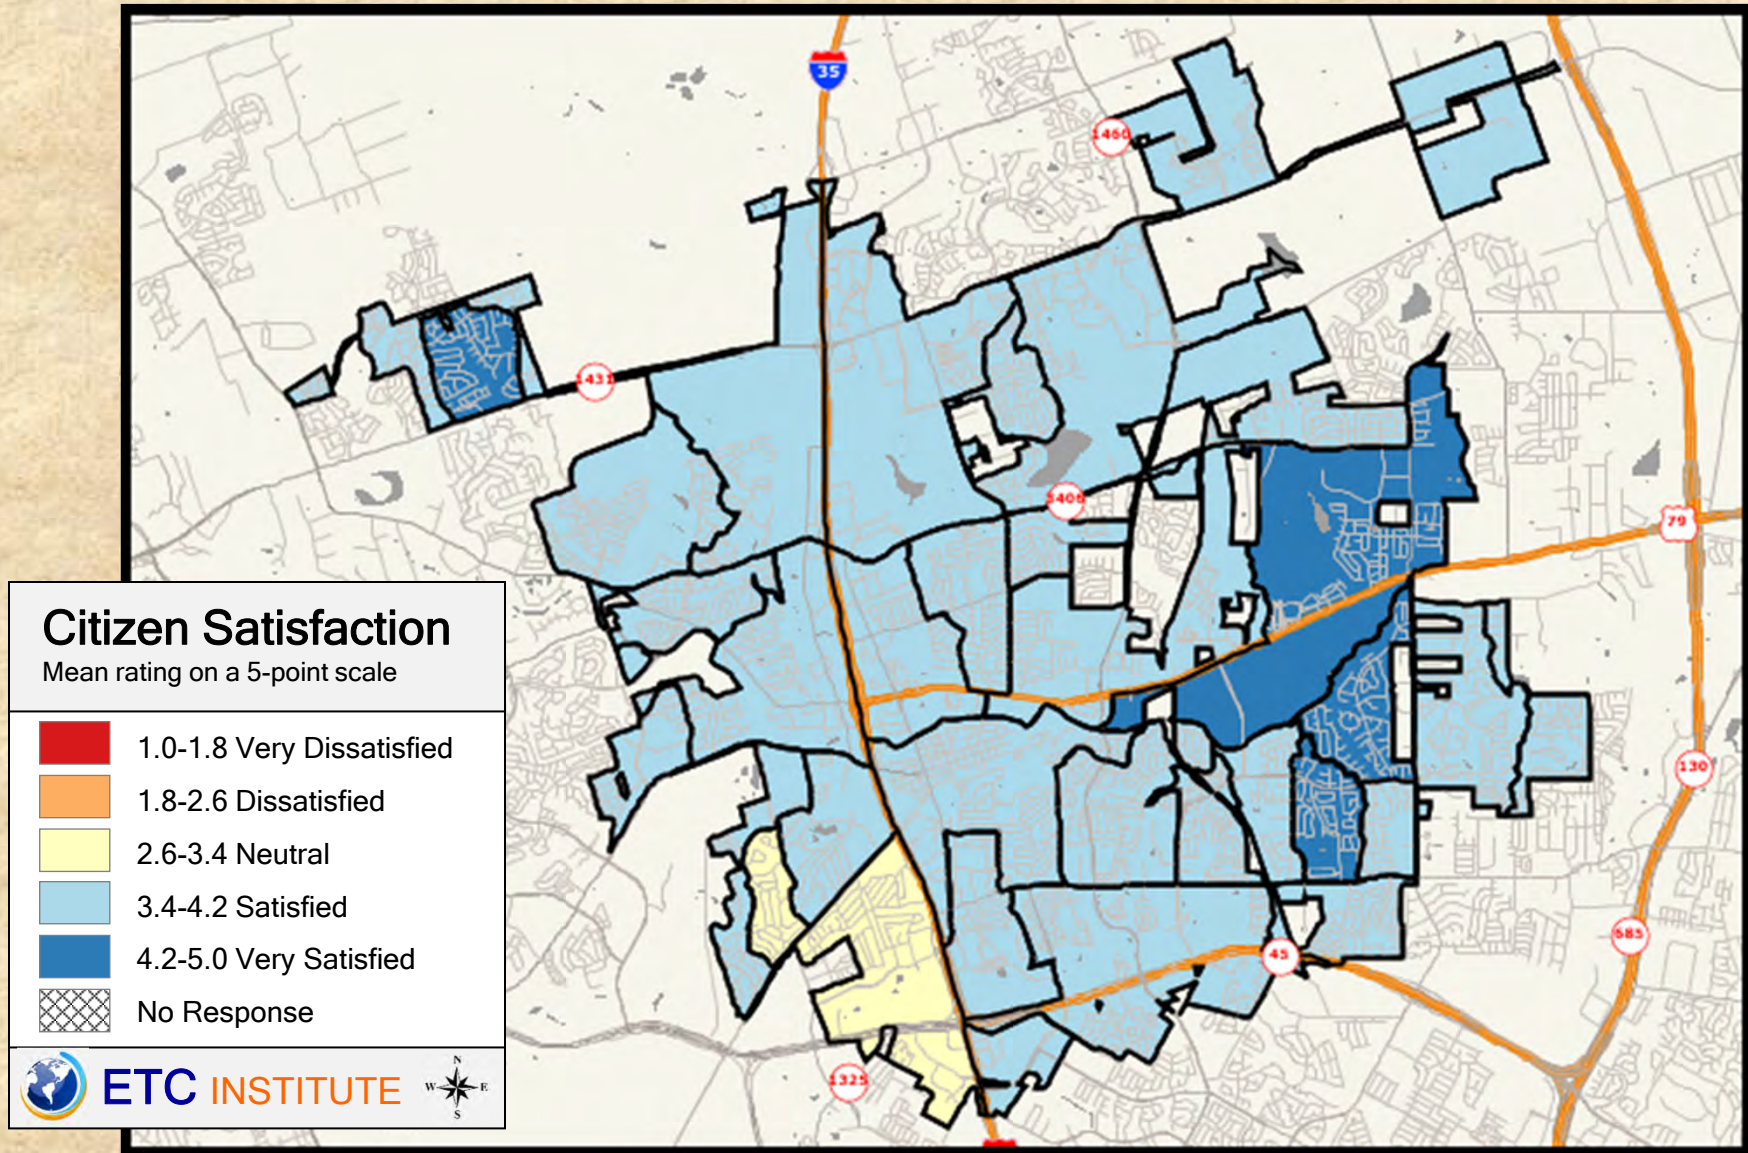 35
1460
1431
79
130
685
45
1325
Citizen Satisfaction
Mean rating on a 5-point scale
1.0-1.8 Very Dissatisfied
1.8-2.6 Dissatisfied
2.6-3.4 Neutral
3.4-4.2 Satisfied
4.2-5.0 Very Satisfied
No Response
ETC INSTITUTE
N
W E
S